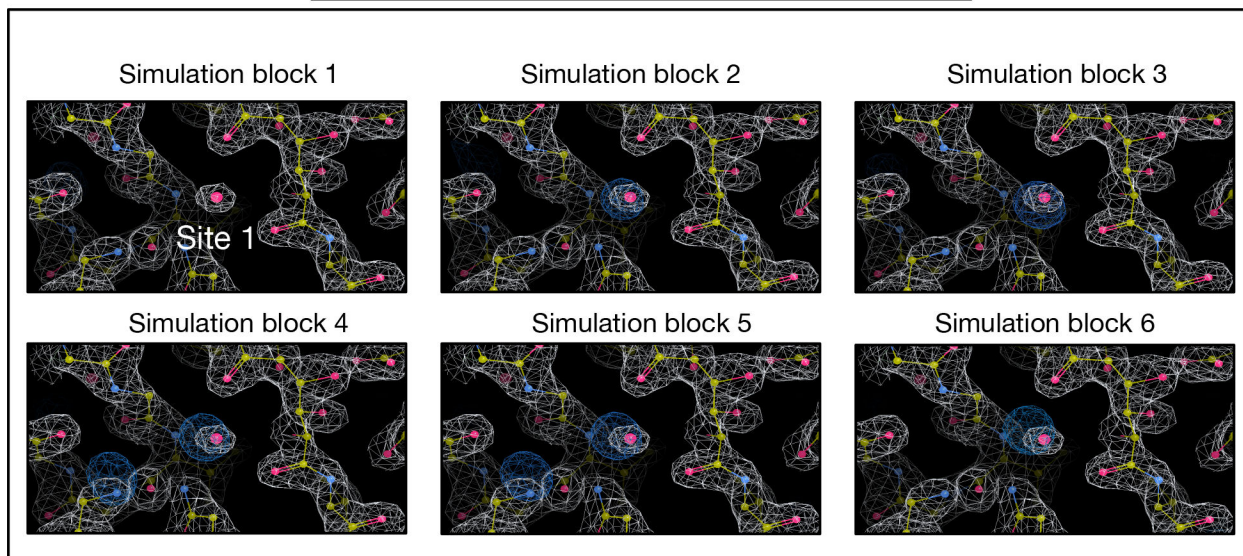 Simulation block 1
Simulation block 2
Simulation block 3
Site 1
Simulation block 4
Simulation block 5
Simulation block 6